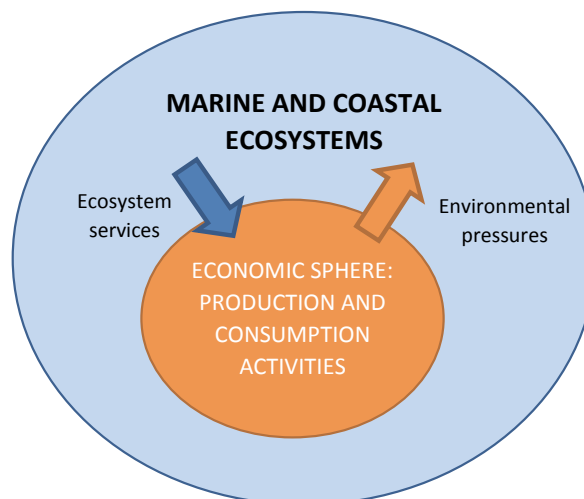 MARINE AND COASTAL
ECOSYSTEMS
Ecosystem
services
Environmental
pressures
ECONOMIC SPHERE:
PRODUCTION AND
CONSUMPTION
ACTIVITIES